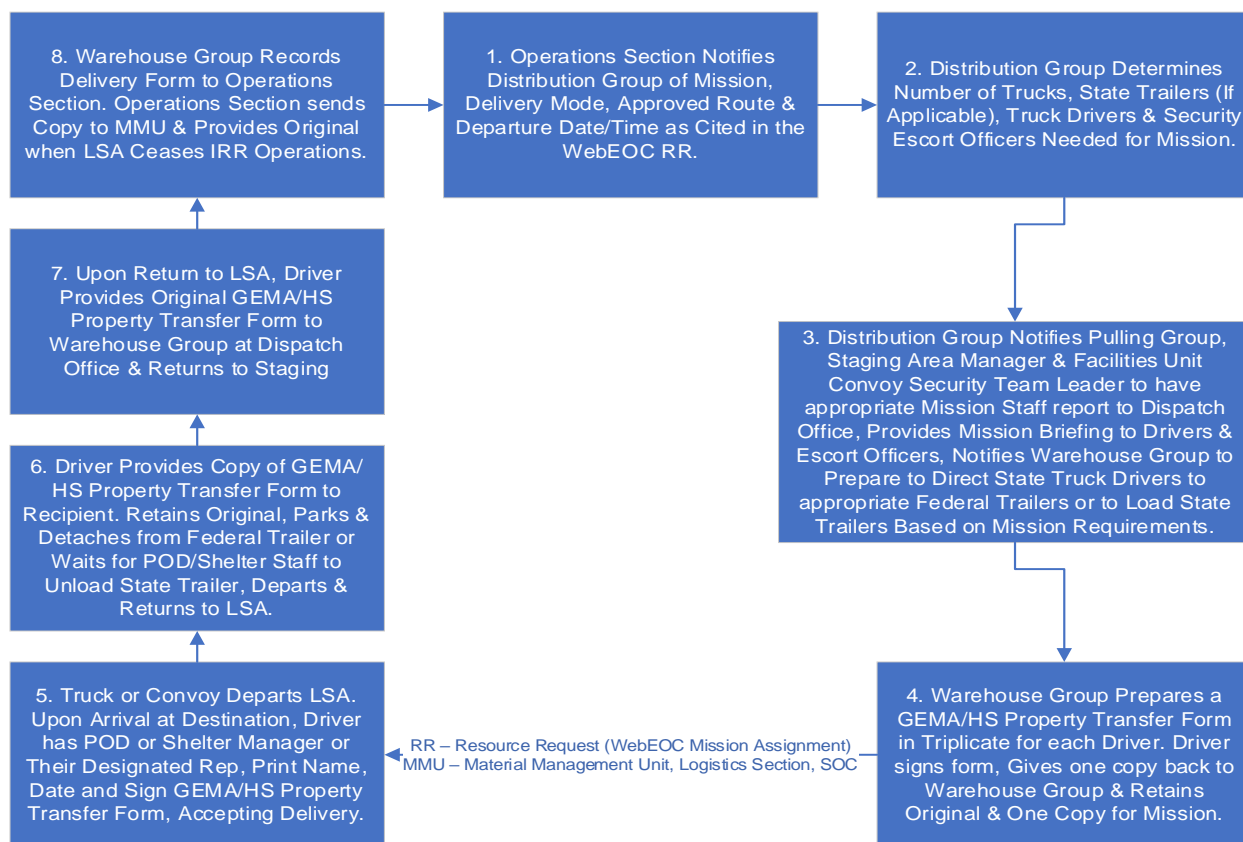 8. Warehouse Group Records
Delivery Form to Operations
Section. Operations Section sends
Copy to MMU & Provides Original
when LSA Ceases IRR Operations.
1. Operations Section Notifies
Distribution Group of Mission,
Delivery Mode, Approved Route &
Departure Date/Time as Cited in the
WebEOC RR.
2. Distribution Group Determines
Number of Trucks, State Trailers (If
Applicable), Truck Drivers & Security
Escort Officers Needed for Mission.
7. Upon Return to LSA, Driver
Provides Original GEMA/HS
Property Transfer Form to
Warehouse Group at Dispatch
Office & Returns to Staging
3. Distribution Group Notifies Pulling Group,
Staging Area Manager & Facilities Unit
Convoy Security Team Leader to have
appropriate Mission Staff report to Dispatch
Office, Provides Mission Briefing to Drivers &
Escort Officers, Notifies Warehouse Group to
Prepare to Direct State Truck Drivers to
appropriate Federal Trailers or to Load State
Trailers Based on Mission Requirements.
6. Driver Provides Copy of GEMA/
HS Property Transfer Form to
Recipient. Retains Original, Parks &
Detaches from Federal Trailer or
Waits for POD/Shelter Staff to
Unload State Trailer, Departs &
Returns to LSA.
5. Truck or Convoy Departs LSA.
Upon Arrival at Destination, Driver
has POD or Shelter Manager or
Their Designated Rep, Print Name,
Date and Sign GEMA/HS Property
Transfer Form, Accepting Delivery.
RR – Resource Request (WebEOC Mission Assignment)
MMU – Material Management Unit, Logistics Section, SOC
4. Warehouse Group Prepares a
GEMA/HS Property Transfer Form
in Triplicate for each Driver. Driver
signs form, Gives one copy back to
Warehouse Group & Retains
Original & One Copy for Mission.